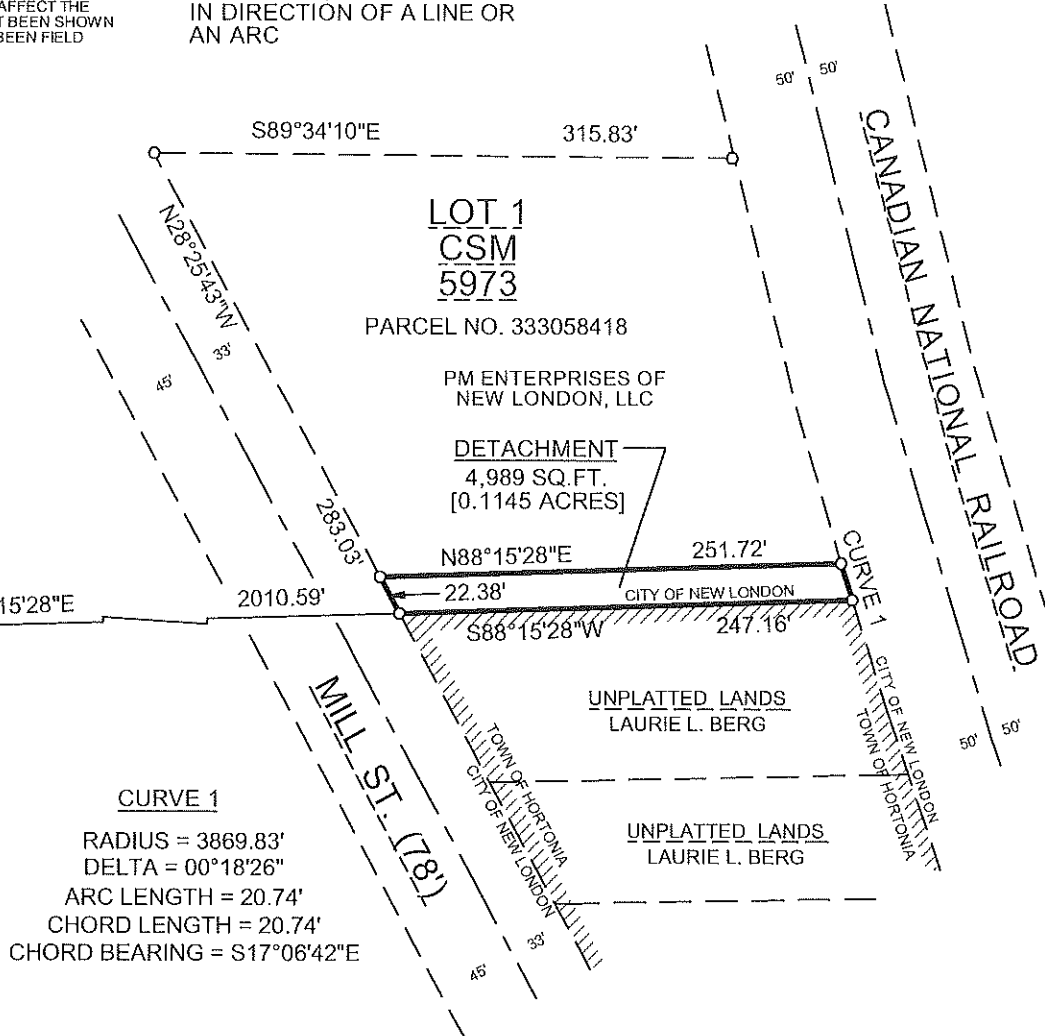 AFFECT THE
T BEEN SHOWN
BEEN FIELD
IN DIRECTION OF A LINE OR
AN ARC
50' 50'
S89°34'10"E 315.83'
CANADIAN NATIONAL RAILROAD
LOT 1
CSM
5973
N28°25'43"W
33'
45'
PARCEL NO. 333058418
PM ENTERPRISES OF
NEW LONDON, LLC
DETACHMENT
4,989 SQ.FT.
[0.1145 ACRES]
283.03'
N88°15'28"E 251.72'
CURVE 1
15'28"E 2010.59'
22.38'
CITY OF NEW LONDON
S88°15'28"W 247.16'
MILL ST. (78')
UNPLATTED LANDS
LAURIE L. BERG
TOWN OF HORTONIA
CITY OF NEW LONDON
CITY OF NEW LONDON
TOWN OF HORTONIA
50' 50'
UNPLATTED LANDS
LAURIE L. BERG
33'
45'
CURVE 1
RADIUS = 3869.83'
DELTA = 00°18'26"
ARC LENGTH = 20.74'
CHORD LENGTH = 20.74'
CHORD BEARING = S17°06'42"E